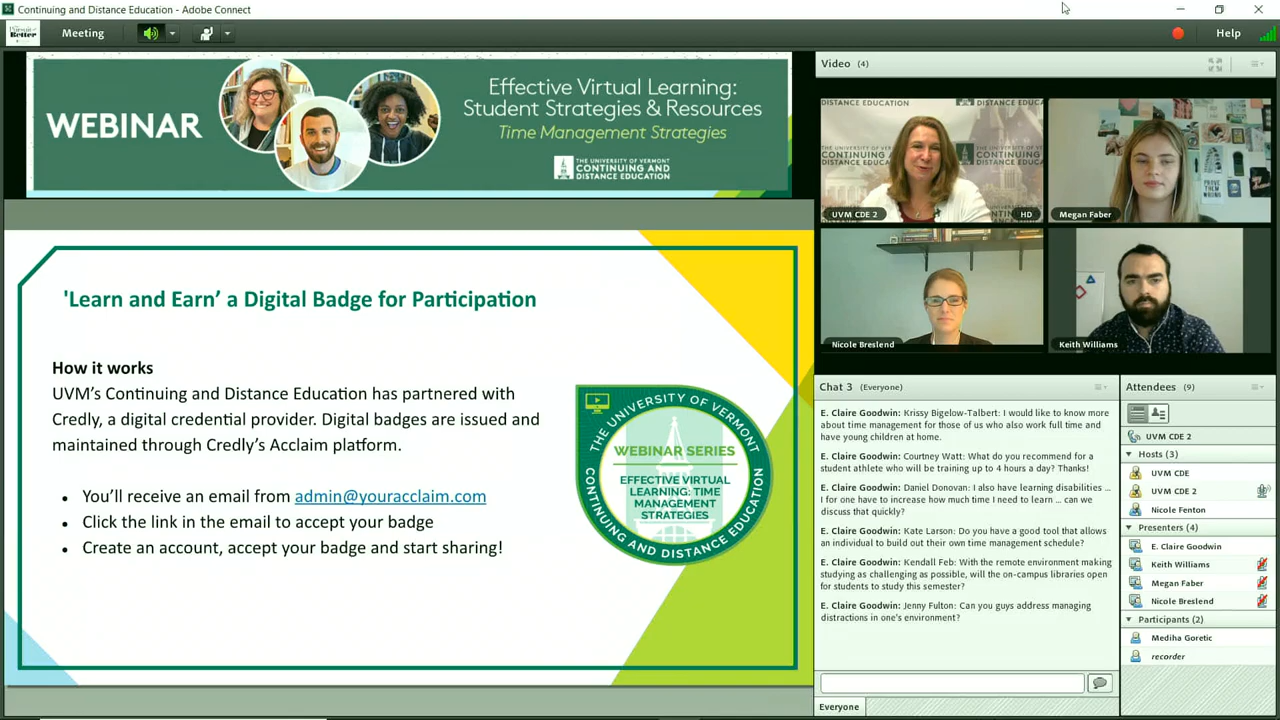 Continuing and Distance Education - Adobe Connect
Pursuit of
Better
Meeting
Help
WEBINAR
Effective Virtual Learning:
Student Strategies & Resources
Time Management Strategies
THE UNIVERSITY OF VERMONT
CONTINUING AND
DISTANCE EDUCATION
'Learn and Earn’ a Digital Badge for Participation
How it works
UVM’s Continuing and Distance Education has partnered with
Credly, a digital credential provider. Digital badges are issued and
maintained through Credly’s Acclaim platform.
• You’ll receive an email from admin@youracclaim.com
• Click the link in the email to accept your badge
• Create an account, accept your badge and start sharing!
THE UNIVERSITY OF VERMONT
WEBINAR SERIES
EFFECTIVE VIRTUAL
LEARNING: TIME
MANAGEMENT
STRATEGIES
CONTINUING AND DISTANCE EDUCATION
Video (4)
DISTANCE EDUCATION
DISTANCE EDUCATION
CONTINUING
UVM CDE 2
HD
PROVE
THEM
WRONG
Megan Faber
Nicole Breslend
Keith Williams
Chat 3 (Everyone)
E. Claire Goodwin: Krissy Bigelow-Talbert: I would like to know more
about time management for those of us who also work full time and
have young children at home.
E. Claire Goodwin: Courtney Watt: What do you recommend for a
student athlete who will be training up to 4 hours a day? Thanks!
E. Claire Goodwin: Daniel Donovan: I also have learning disabilities ...
I for one have to increase how much time I need to learn ... can we
discuss that quickly?
E. Claire Goodwin: Kate Larson: Do you have a good tool that allows
an individual to build out their own time management schedule?
E. Claire Goodwin: Kendall Feb: With the remote environment making
studying as challenging as possible, will the on-campus libraries open
for students to study this semester?
E. Claire Goodwin: Jenny Fulton: Can you guys address managing
distractions in one's environment?
Everyone
Attendees (9)
UVM CDE 2
Hosts (3)
UVM CDE
UVM CDE 2
Nicole Fenton
Presenters (4)
E. Claire Goodwin
Keith Williams
Megan Faber
Nicole Breslend
Participants (2)
Mediha Goretic
recorder